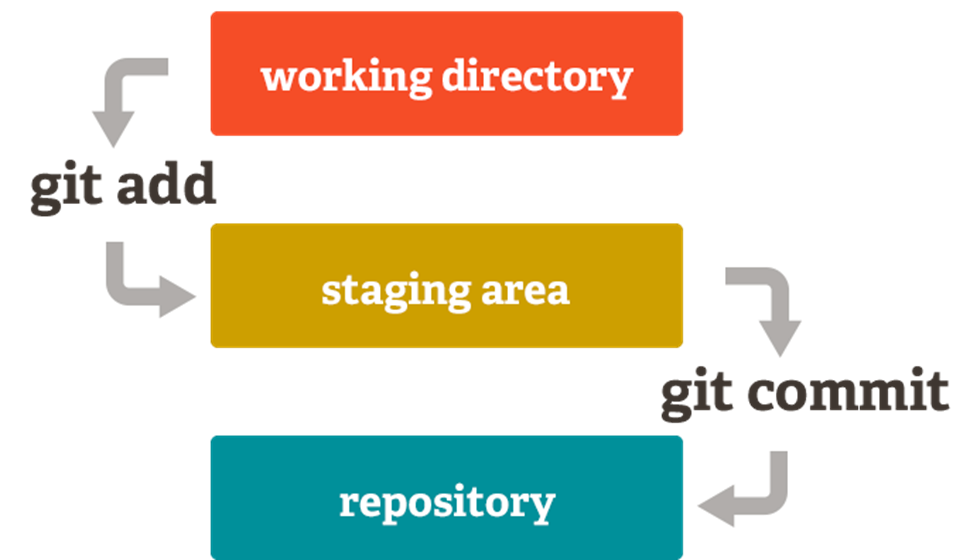 working directory
git add
staging area
git commit
repository